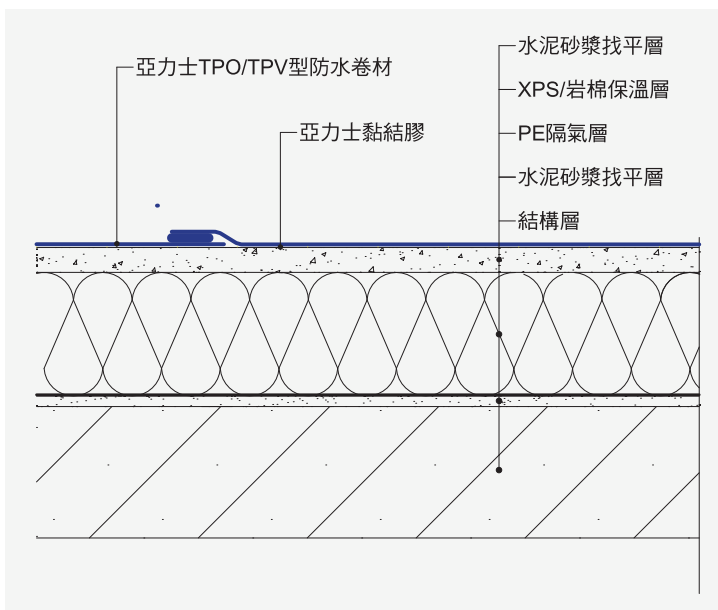 亞力士TPO/TPV型防水卷材
亞力士黏結膠
水泥砂漿找平層
XPS/岩棉保溫層
PE隔氣層
水泥砂漿找平層
結構層